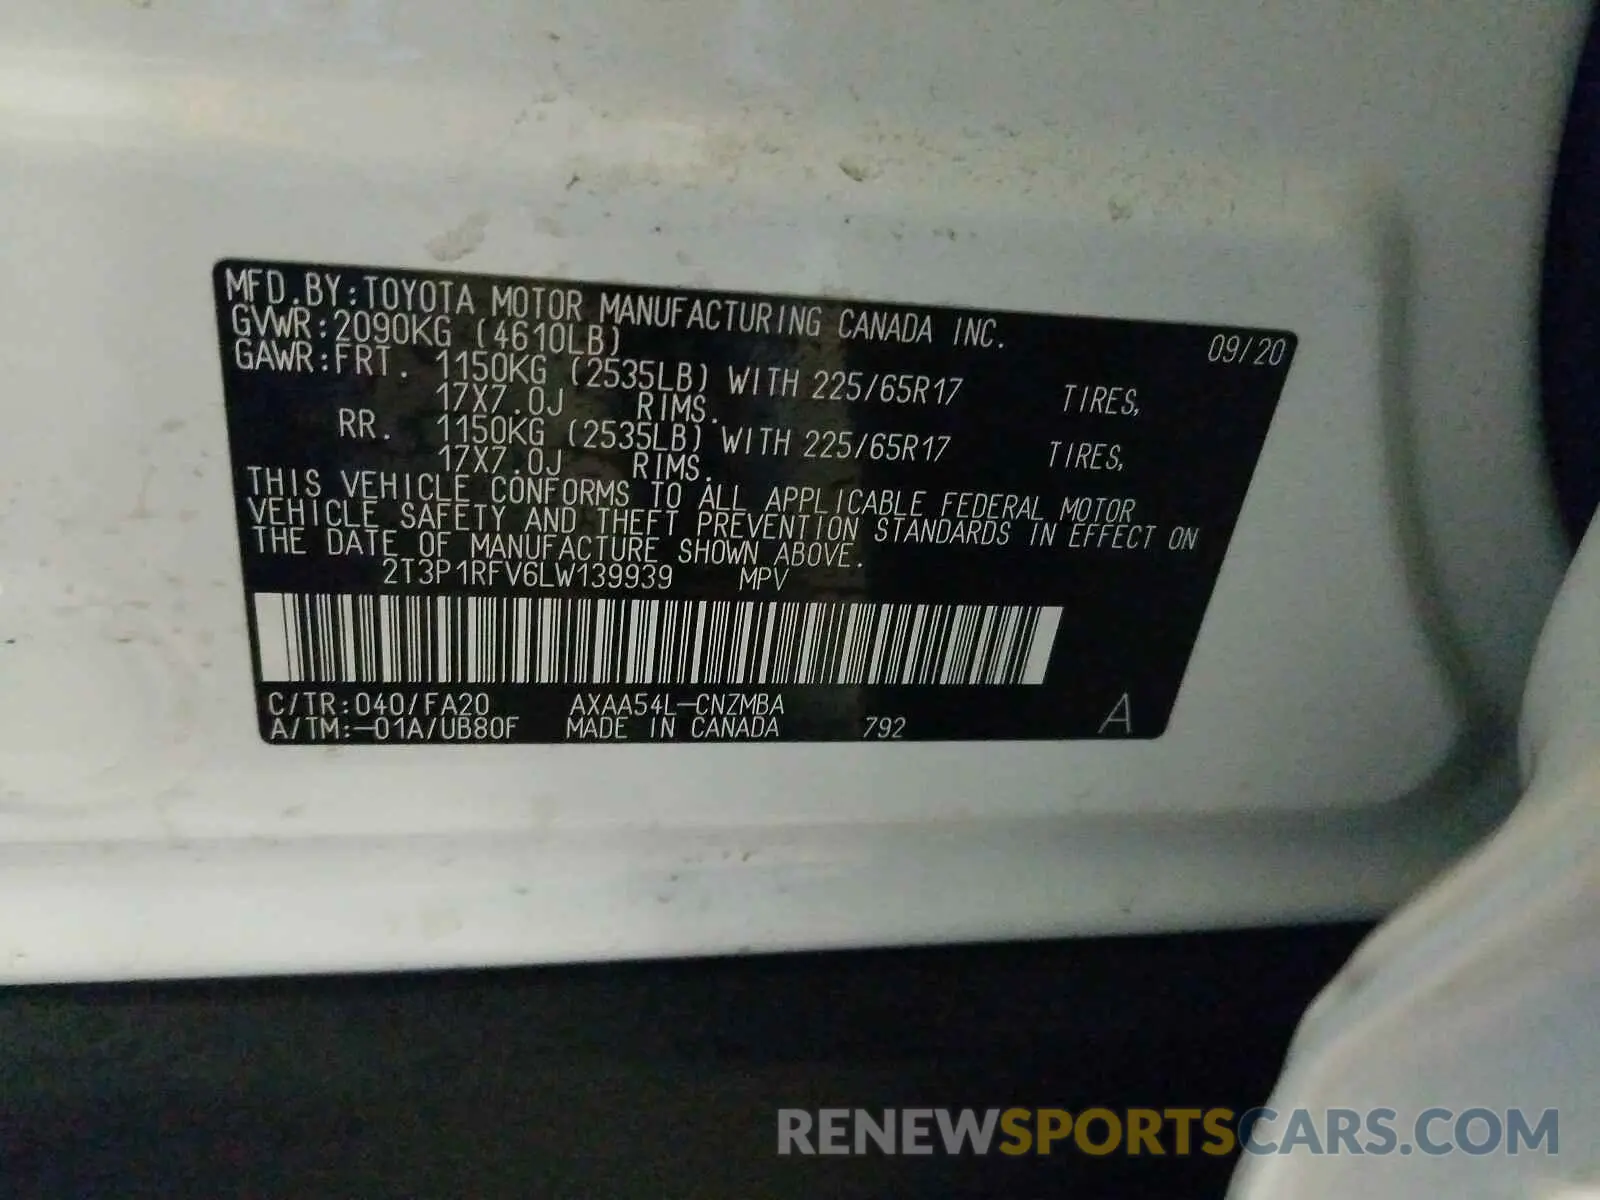 MFD.BY:TOYOTA MOTOR MANUFACTURING CANADA INC. 09/20
GVWR:2090KG (4610LB)
GAWR:FRT. 1150KG (2535LB) WITH 225/65R17 TIRES,
17X7.0J RIMS.
RR. 1150KG (2535LB) WITH 225/65R17 TIRES,
17X7.0J RIMS.
THIS VEHICLE CONFORMS TO ALL APPLICABLE FEDERAL MOTOR
VEHICLE SAFETY AND THEFT PREVENTION STANDARDS IN EFFECT ON
THE DATE OF MANUFACTURE SHOWN ABOVE.
2T3P1RFV6LW139939 MPV
C/TR:040/FA20 AXAA54L-CNZMBA
A/TM:-01A/UB80F MADE IN CANADA 792 A
RENEWSPORTSCARS.COM